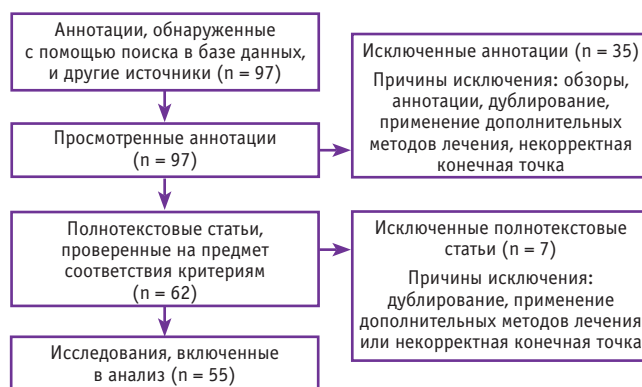 Аннотации, обнаруженные
с помощью поиска в базе данных,
и другие источники (n = 97)
Исключенные аннотации (n = 35)
Причины исключения: обзоры,
аннотации, дублирование,
применение дополнительных
методов лечения, некорректная
конечная точка
Просмотренные аннотации
(n = 97)
Полнотекстовые статьи,
проверенные на предмет
соответствия критериям
(n = 62)
Исключенные полнотекстовые
статьи (n = 7)
Причины исключения:
дублирование, применение
дополнительных методов лечения
или некорректная конечная точка
Исследования, включенные
в анализ (n = 55)